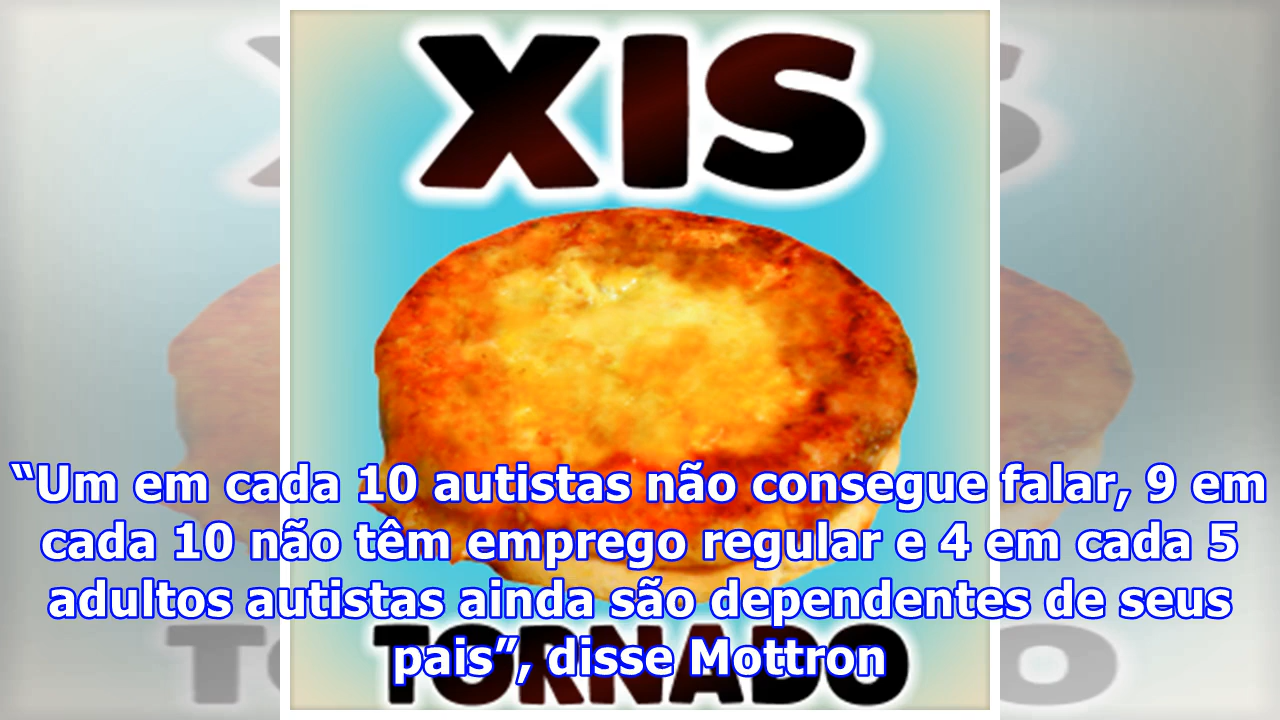 XIS
“Um em cada 10 autistas não consegue falar, 9 em
cada 10 não têm emprego regular e 4 em cada 5
adultos autistas ainda são dependentes de seus
pais”, disse Mottron
TORNADO